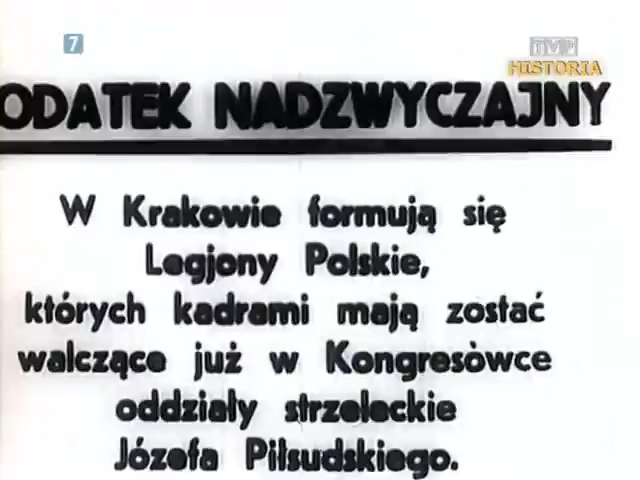 7
TVP
HISTORIA
ODATEK NADZWYCZAJNY
W Krakowie formują się
Legjony Polskie,
których kadrami mają zostać
walczące już w Kongresówce
oddziały strzeleckie
Józefa Piłsudskiego.